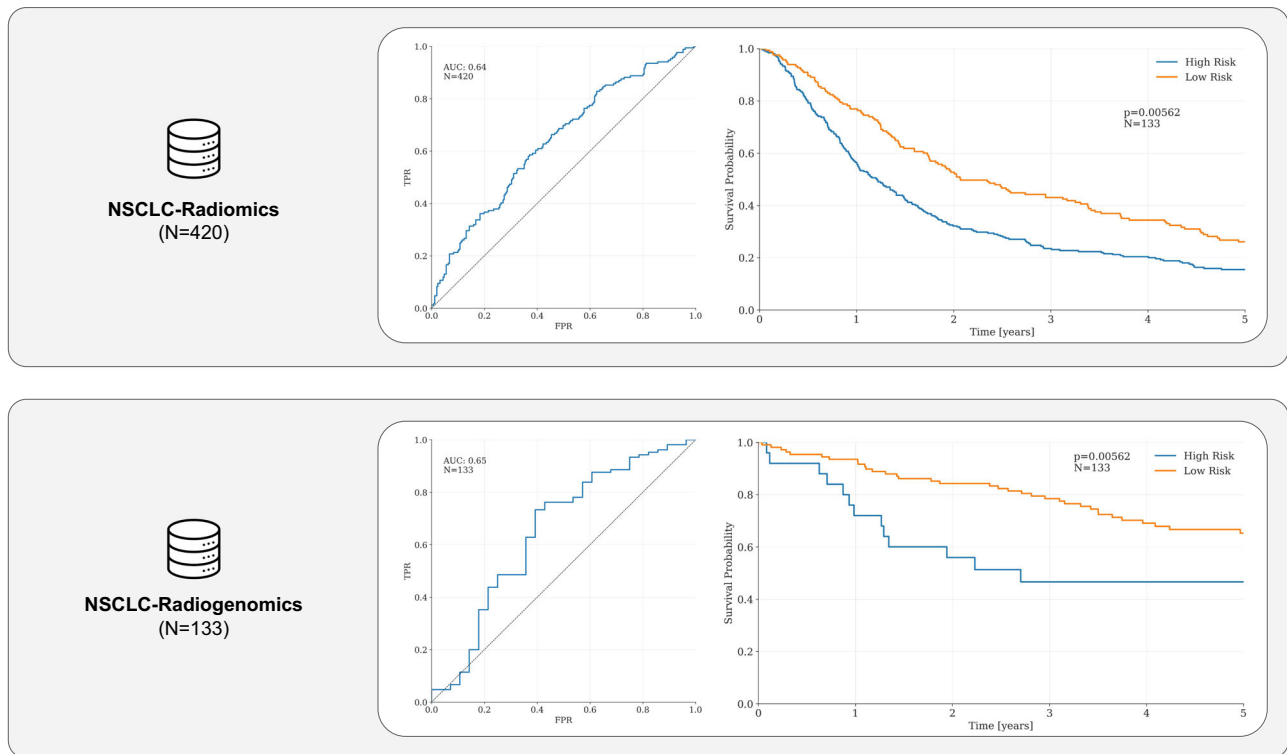 NSCLC-Radiomics
(N=420)
1.0
0.8
0.6
0.4
0.2
0.0
TPR
AUC: 0.64
N=420
0.0 0.2 0.4 0.6 0.8 1.0
FPR
1.0
0.8
0.6
0.4
0.2
0.0
Survival Probability
High Risk
Low Risk
p=0.00562
N=133
0 1 2 3 4 5
Time [years]
NSCLC-Radiogenomics
(N=133)
1.0
0.8
0.6
0.4
0.2
0.0
TPR
AUC: 0.65
N=133
0.0 0.2 0.4 0.6 0.8 1.0
FPR
1.0
0.8
0.6
0.4
0.2
0.0
Survival Probability
p=0.00562
N=133
High Risk
Low Risk
0 1 2 3 4 5
Time [years]